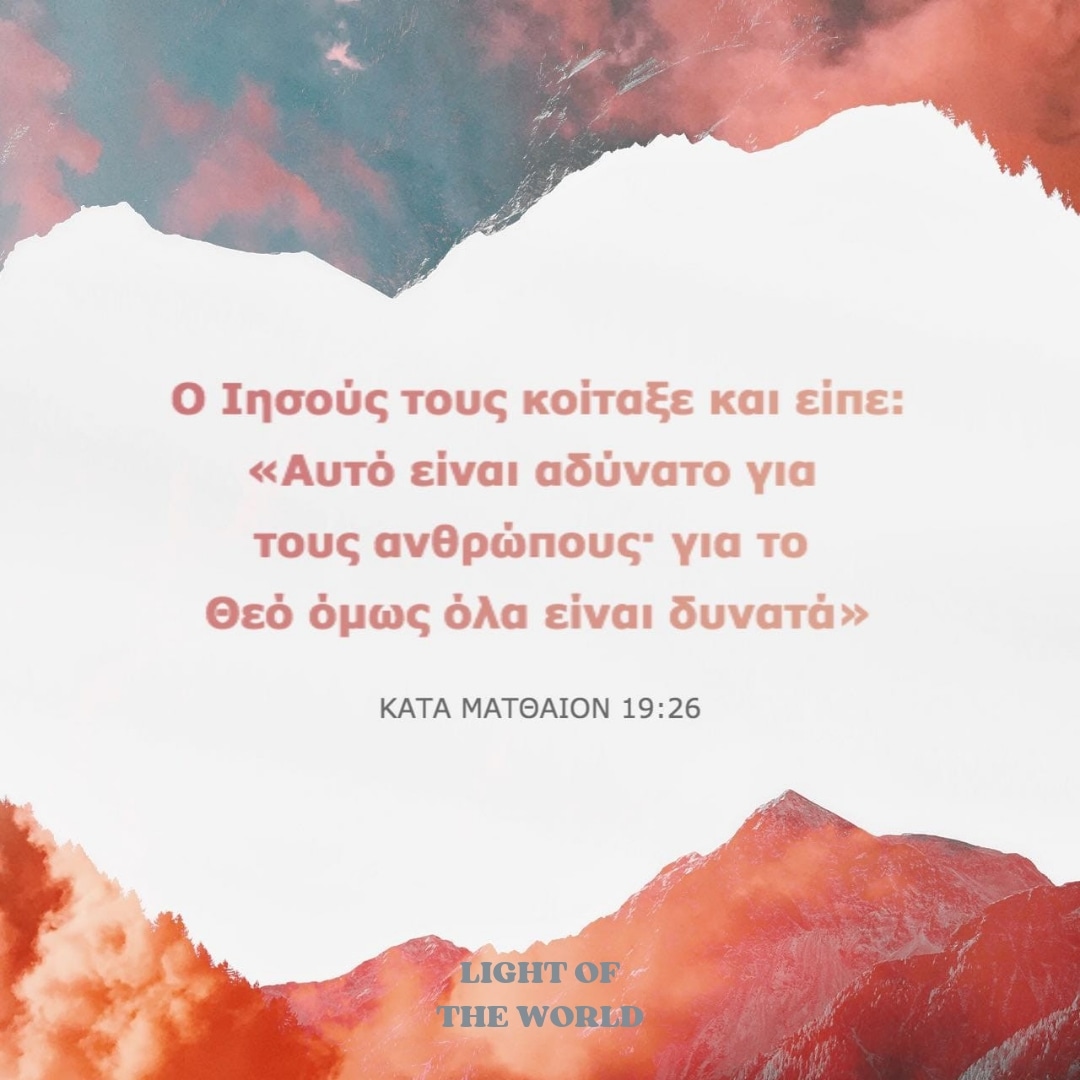 Ο Ιησούς τους κοίταξε και είπε:
«Αυτό είναι αδύνατο για
τους ανθρώπους· για το
Θεό όμως όλα είναι δυνατά»
ΚΑΤΑ ΜΑΤΘΑΙΟΝ 19:26
LIGHT OF
THE WORLD